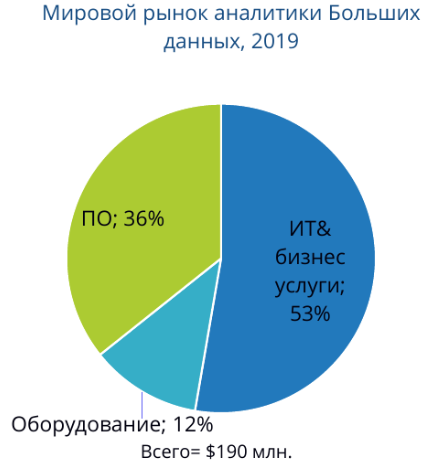 Мировой рынок аналитики Больших
данных, 2019
ПО; 36%
ИТ&
бизнес
услуги;
53%
Оборудование; 12%
Всего= $190 млн.